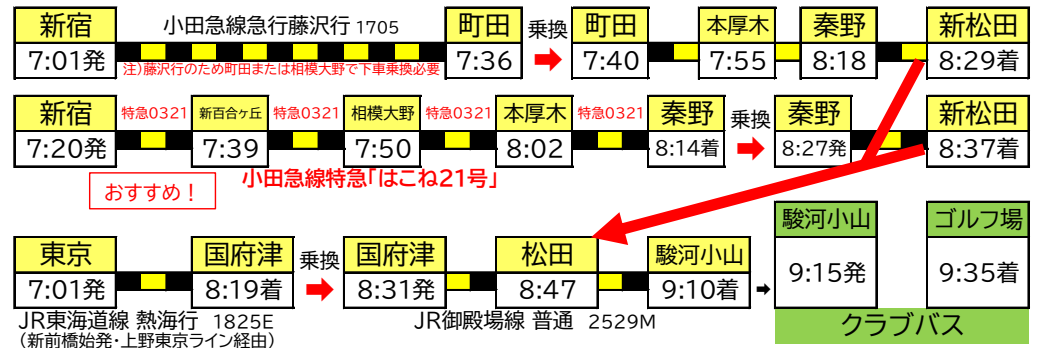 新宿 小田急線急行藤沢行 1705 町田 乗換 町田 本厚木 秦野 新松田
7:01発 注)藤沢行のため町田または相模大野で下車乗換必要 7:36 ➡ 7:40 7:55 8:18 8:29着
新宿 特急0321 新百合ヶ丘 特急0321 相模大野 特急0321 本厚木 特急0321 秦野 乗換 秦野 新松田
7:20発 7:39 7:50 8:02 8:14着 ➡ 8:27発 8:37着
おすすめ! 小田急線特急「はこね21号」
駿河小山 ゴルフ場
東京 国府津 乗換 国府津 松田 駿河小山
7:01発 8:19着 ➡ 8:31発 8:47 9:10着 ➡ 9:15発 9:35着
JR東海道線 熱海行 1825E JR御殿場線 普通 2529M クラブバス
(新前橋始発・上野東京ライン経由)